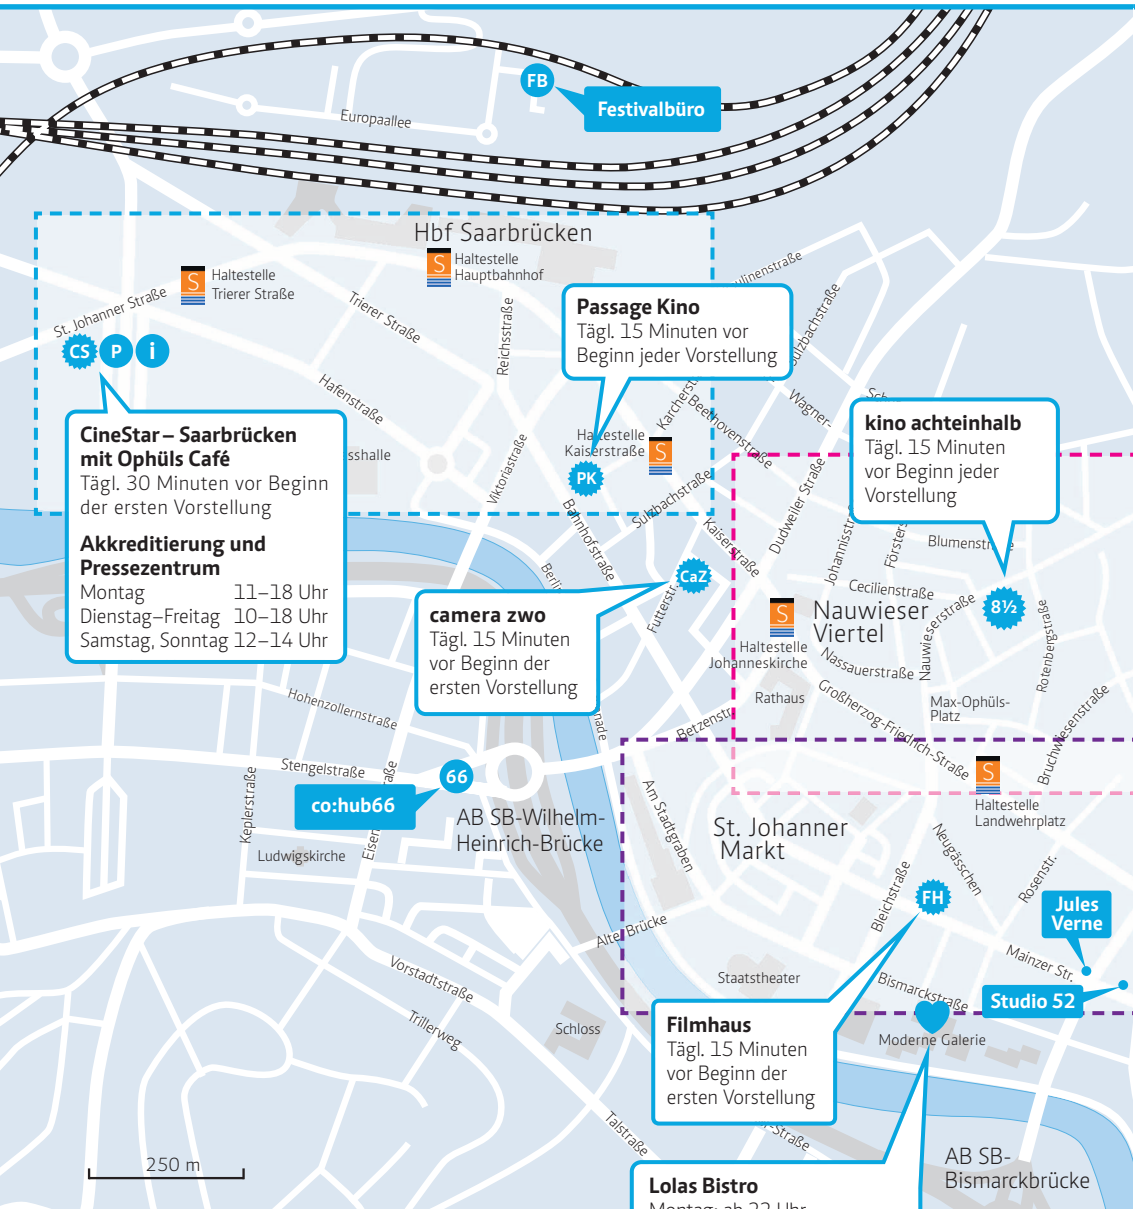 FB
Festivalbüro
Europaallee
Hbf Saarbrücken
Haltestelle
Hauptbahnhof
S
Haltestelle
Trierer Straße
S
St. Johanner Straße
Trierer Straße
Reichsstraße
Hafenstraße
CS
P
i
CineStar – Saarbrücken
mit Ophüls Café
Tägl. 30 Minuten vor Beginn
der ersten Vorstellung
Akkreditierung und
Pressezentrum
Montag 11–18 Uhr
Dienstag–Freitag 10–18 Uhr
Samstag, Sonntag 12–14 Uhr
Passage Kino
Tägl. 15 Minuten vor
Beginn jeder Vorstellung
Haltestelle
Kaiserstraße
S
PK
Viktoriastraße
Bahnhofstraße
Sulzbachstraße
Kaiserstraße
Beethovenstraße
Wagner-
Dudweiler Straße
kino achteinhalb
Tägl. 15 Minuten
vor Beginn jeder
Vorstellung
Cecilienstraße
8½
Nauwieserstraße
Rotenbergstraße
Nauwieser
Viertel
S
Haltestelle
Johanneskirche
Nassauerstraße
Rathaus
Großherzog-Friedrich-Straße
Max-Ophüls-
Platz
Bruchwiesenstraße
CaZ
Futterstr.
camera zwo
Tägl. 15 Minuten
vor Beginn der
ersten Vorstellung
Betzenstr.
Hohenzollernstraße
Stengelstraße
66
co:hub66
Keplerstraße
Ludwigskirche
AB SB-Wilhelm-
Heinrich-Brücke
Am Stadtgraben
St. Johanner
Markt
S
Haltestelle
Landwehrplatz
Neugässchen
Rosenstr.
Bleichstraße
FH
Jules
Verne
Mainzer Str.
Studio 52
Alte Brücke
Staatstheater
Bismarckstraße
Moderne Galerie
Vorstadtstraße
Trillerweg
Schloss
Filmhaus
Tägl. 15 Minuten
vor Beginn der
ersten Vorstellung
Talstraße
-Straße
250 m
AB SB-
Bismarckbrücke
Lolas Bistro
Montag: ab 22 Uhr